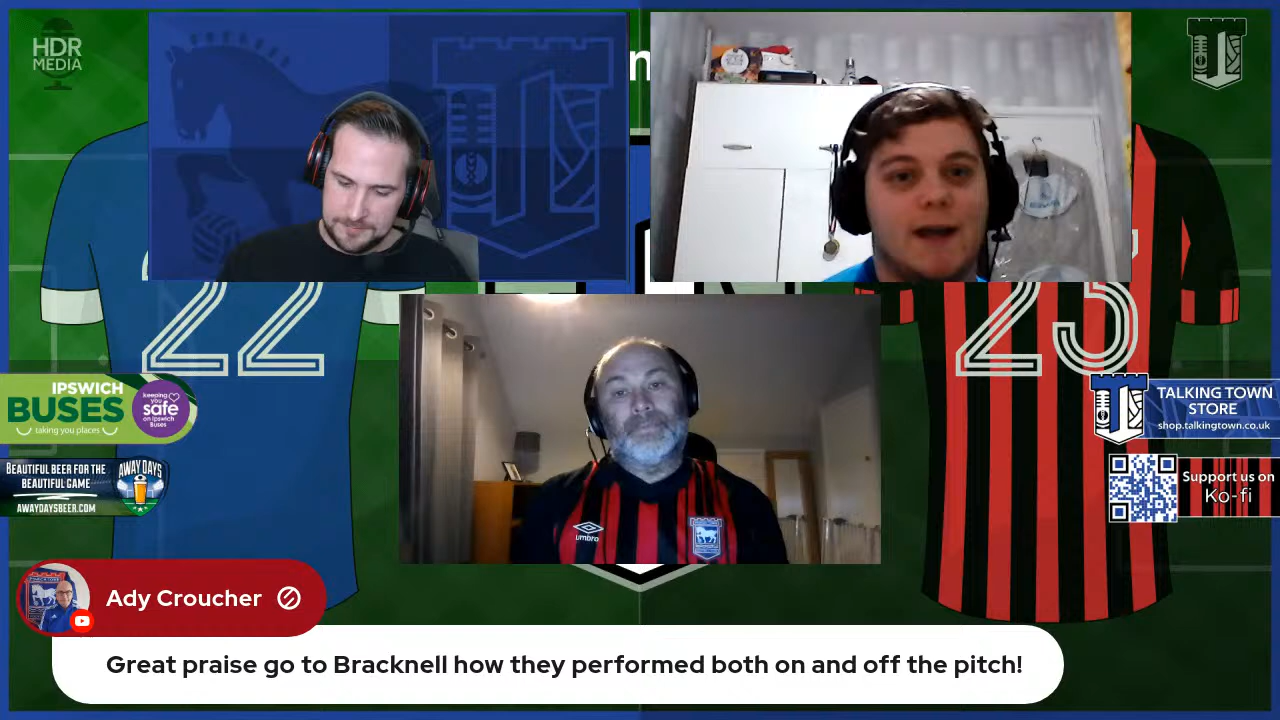 HDR
MEDIA
n
22
23
IPSWICH
BUSES
taking you places
keeping
you
safe
on Ipswich
Buses
BEAUTIFUL BEER FOR THE
BEAUTIFUL GAME
AWAYDAYSBEER.COM
AWAY DAYS
TALKING TOWN
STORE
shop.talkingtown.co.uk
Support us on
Ko-fi
umbro
Ady Croucher
Great praise go to Bracknell how they performed both on and off the pitch!